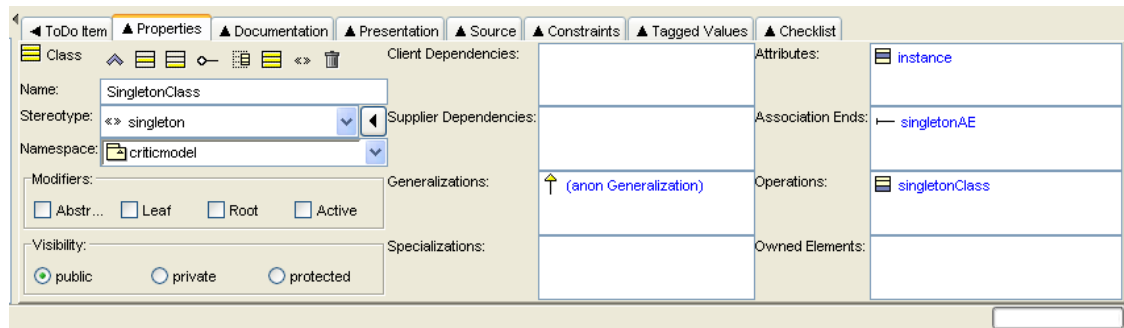 ToDo Item Properties Documentation Presentation Source Constraints Tagged Values Checklist
Class
Name: SingletonClass
Stereotype: «» singleton
Namespace: criticmodel
Modifiers:
Abstr... Leaf Root Active
Visibility:
public private protected
Client Dependencies:
Supplier Dependencies:
Generalizations: (anon Generalization)
Specializations:
Attributes: instance
Association Ends: singletonAE
Operations: singletonClass
Owned Elements: